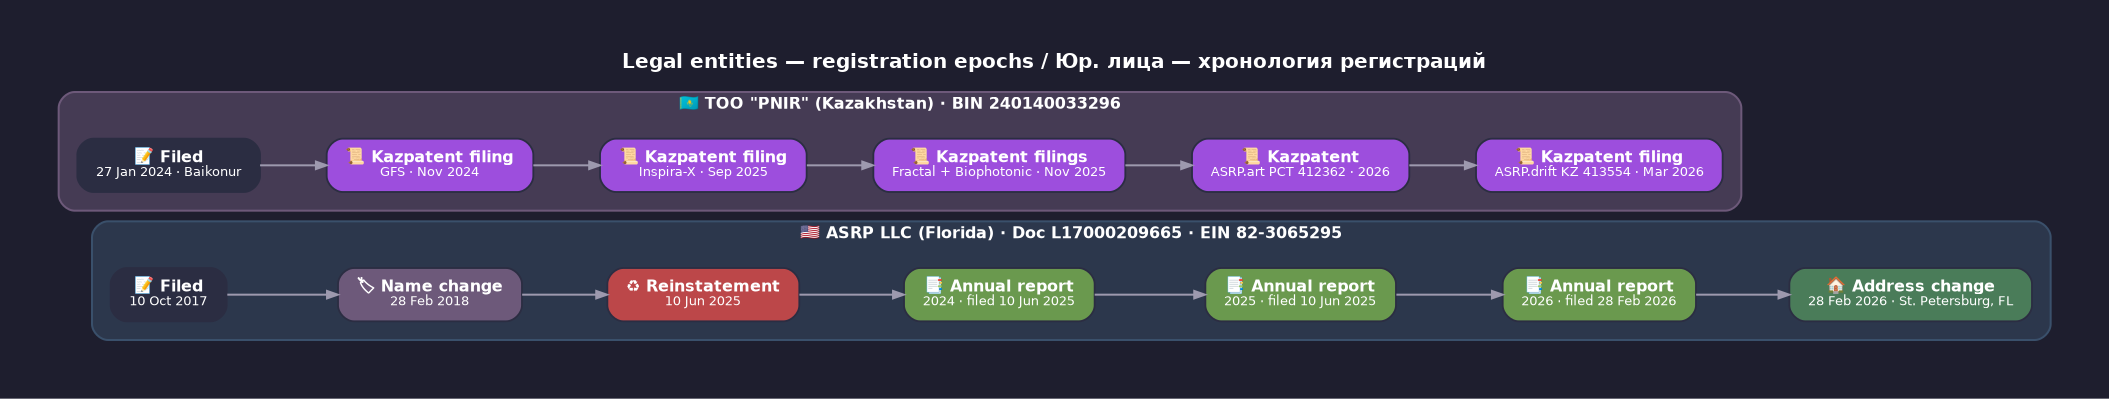 Legal entities — registration epochs / Юр. лица — хронология регистраций
🇰🇿 ТОО "PNIR" (Kazakhstan) · BIN 240140033296
📝 Filed
27 Jan 2024 · Baikonur
📜 Kazpatent filing
GFS · Nov 2024
📜 Kazpatent filing
Inspira-X · Sep 2025
📜 Kazpatent filings
Fractal + Biophotonic · Nov 2025
📜 Kazpatent
ASRP.art PCT 412362 · 2026
📜 Kazpatent filing
ASRP.drift KZ 413554 · Mar 2026
🇺🇸 ASRP LLC (Florida) · Doc L17000209665 · EIN 82-3065295
📝 Filed
10 Oct 2017
🏷 Name change
28 Feb 2018
♻ Reinstatement
10 Jun 2025
📑 Annual report
2024 · filed 10 Jun 2025
📑 Annual report
2025 · filed 10 Jun 2025
📑 Annual report
2026 · filed 28 Feb 2026
🏠 Address change
28 Feb 2026 · St. Petersburg, FL